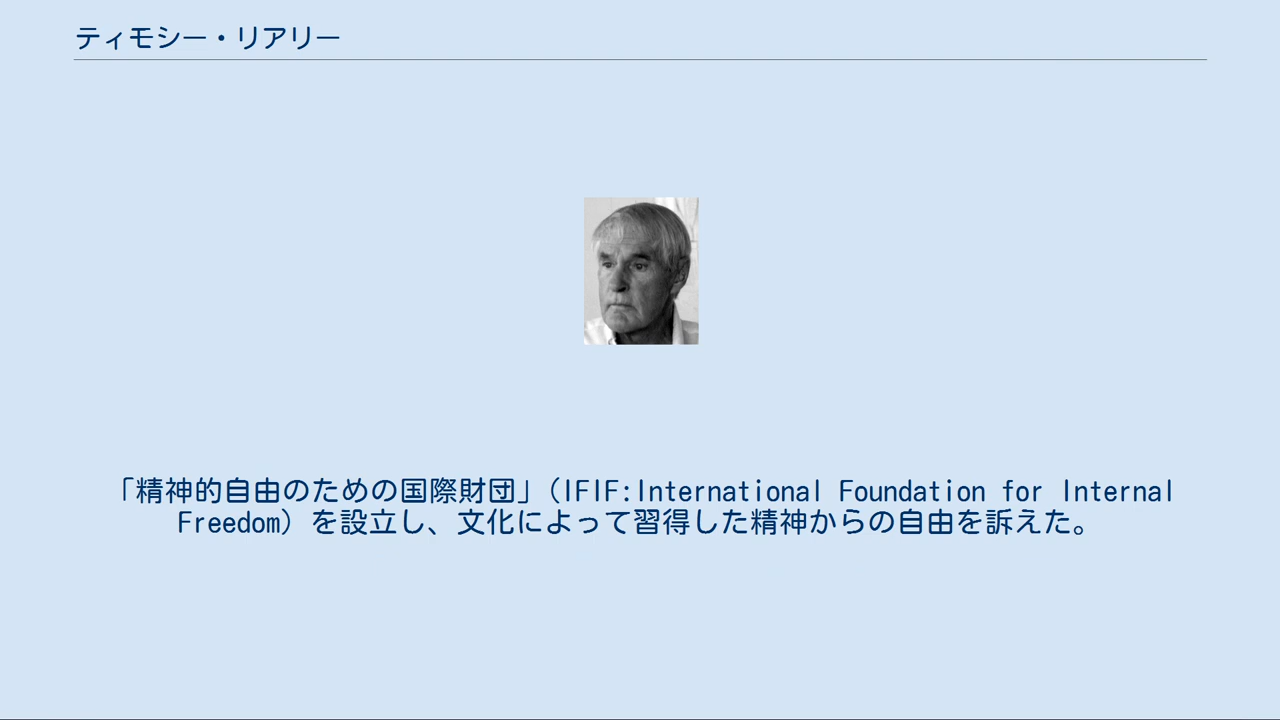 ティモシー・リアリー
「精神的自由のための国際財団」(IFIF:International Foundation for Internal
Freedom) を設立し、文化によって習得した精神からの自由を訴えた。